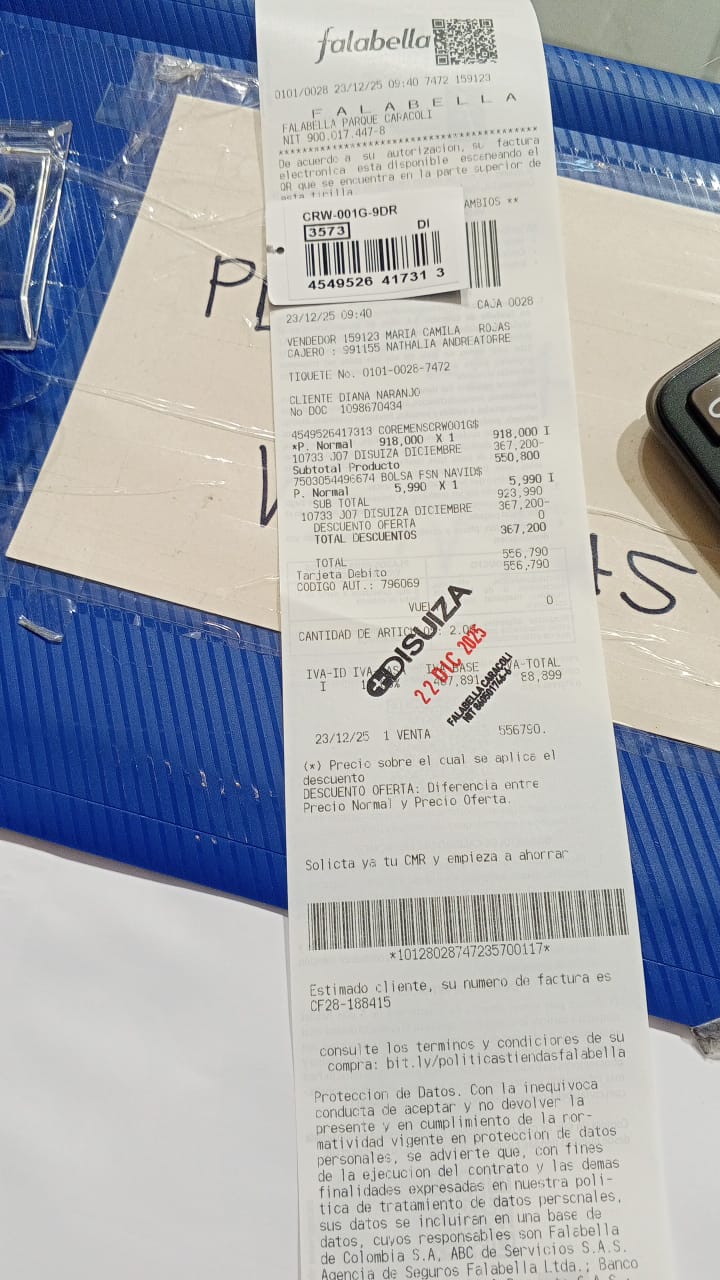 falabella
0101/0028 23/12/25 09:40 7472 159123
F A L A B E L L A
FALABELLA PARQUE CARACOLI
NIT 900.017.447-8
****************************************
De acuerdo a su autorizacion, su factura
electronica esta disponible escaneando el
QR que se encuentra en la parte superior de
esta tirilla
AMBIOS **
CRW-001G-9DR
3573 DI
4549526 41731 3
23/12/25 09:40 CAJA 0028
VENDEDOR 159123 MARIA CAMILA ROJAS
CAJERO : 991155 NATHALIA ANDREATORRE
TIQUETE No. 0101-0028-7472
CLIENTE DIANA NARANJO
No DOC 1098670434
4549526417313 COREMENSCRW001G$
*P. Normal 918,000 X 1 918,000 I
10733 J07 DISUIZA DICIEMBRE 367,200-
Subtotal Producto 550,800
7503054496674 BOLSA FSN NAVID$
P. Normal 5,990 X 1 5,990 I
SUB TOTAL 923,990
10733 J07 DISUIZA DICIEMBRE 367,200-
DESCUENTO OFERTA 0
TOTAL DESCUENTOS 367,200
TOTAL 556,790
Tarjeta Debito 556,790
CODIGO AUT.: 796069
VUEL 0
CANTIDAD DE ARTIC 2.0
DISUIZA
22 DIC 2025
FALABELLA CARACOLI
IVA-ID IVA BASE VA-TOTAL
I 88,899
23/12/25 1 VENTA 556790.
(*) Precio sobre el cual se aplica el
descuento
DESCUENTO OFERTA: Diferencia entre
Precio Normal y Precio Oferta.
Solicta ya tu CMR y empieza a ahorrar
*10128028747235700117*
Estimado cliente, su numero de factura es
CF28-188415
consulte los terminos y condiciores de su
compra: bit.ly/politicastiendasfalabella
Proteccion de Datos. Con la inequivoca
conducta de aceptar y no devolver la
presente y en cumplimiento de la ror-
matividad vigente en proteccion de datos
personales, se advierte que, con fines
de la ejecucion del contrato y las demas
finalidades expresadas en nuestra poli-
tica de tratamiento de datos perscnales,
sus datos se incluiran en una base de
datos, cuyos responsables son Falabella
de Colombia S.A, ABC de Servicios S.A.S.
Agencia de Seguros Falabella Ltda.; Banco